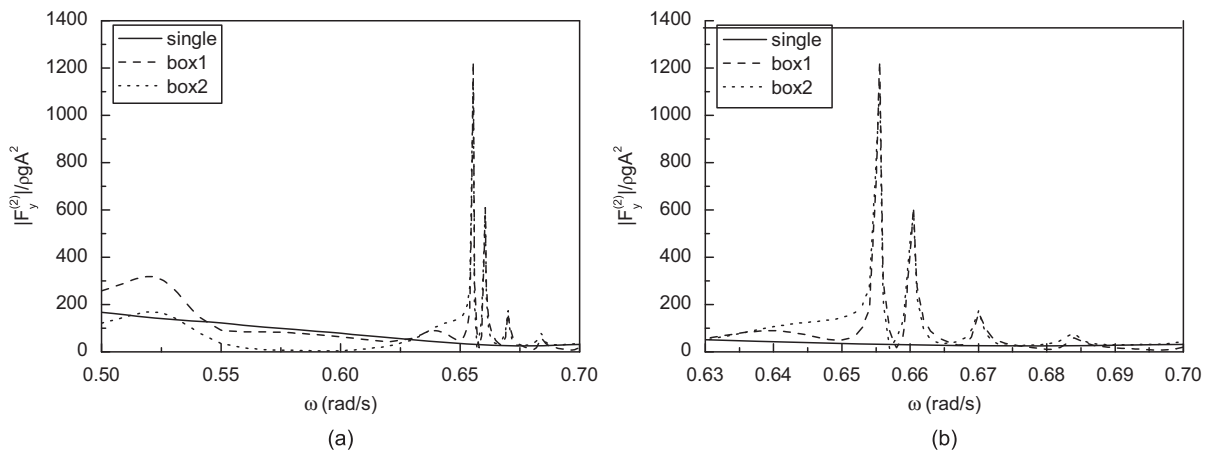 1400
1200
1000
800
600
400
200
0
|F_y^{(2)}|/ρgA^2
single
box1
box2
0.50 0.55 0.60 0.65 0.70
ω (rad/s)
(a)
1400
1200
1000
800
600
400
200
0
|F_y^{(2)}|/ρgA^2
single
box1
box2
0.63 0.64 0.65 0.66 0.67 0.68 0.69 0.70
ω (rad/s)
(b)